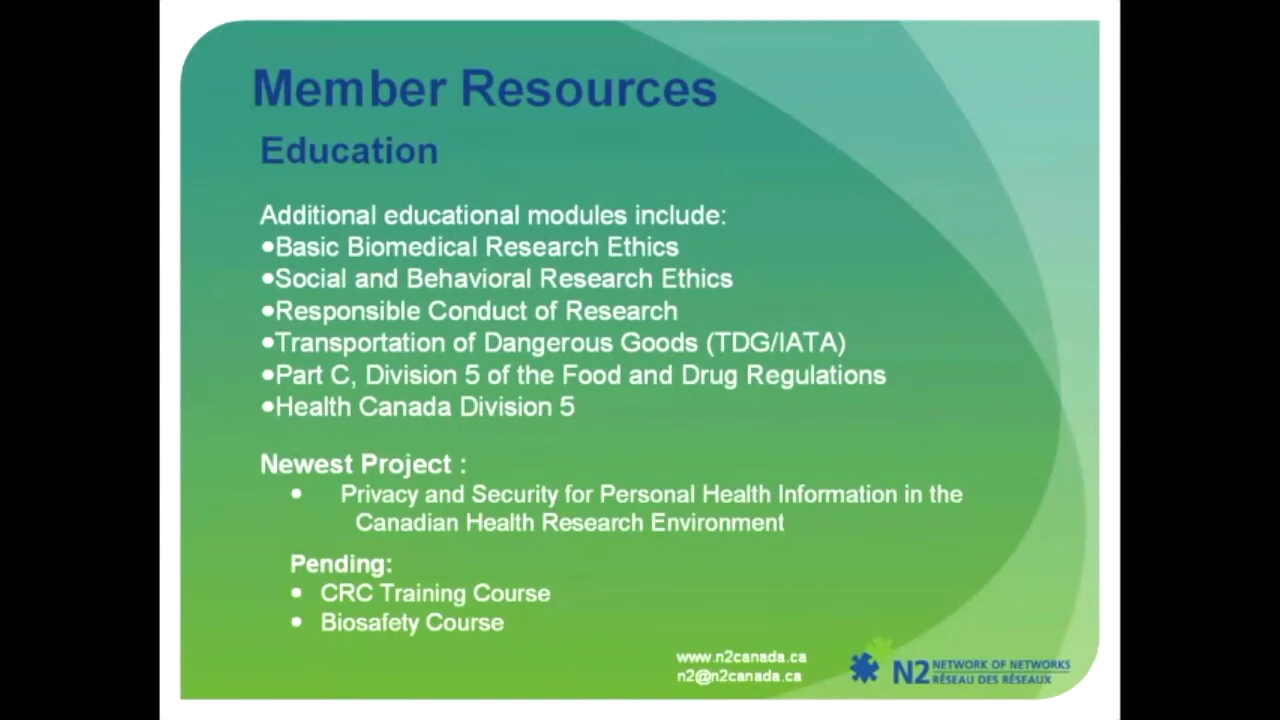 Member Resources
Education
Additional educational modules include:
•Basic Biomedical Research Ethics
•Social and Behavioral Research Ethics
•Responsible Conduct of Research
•Transportation of Dangerous Goods (TDG/IATA)
•Part C, Division 5 of the Food and Drug Regulations
•Health Canada Division 5
Newest Project :
• Privacy and Security for Personal Health Information in the
Canadian Health Research Environment
Pending:
• CRC Training Course
• Biosafety Course
www.n2canada.ca
n2@n2canada.ca
N2 NETWORK OF NETWORKS
RÉSEAU DES RÉSEAUX